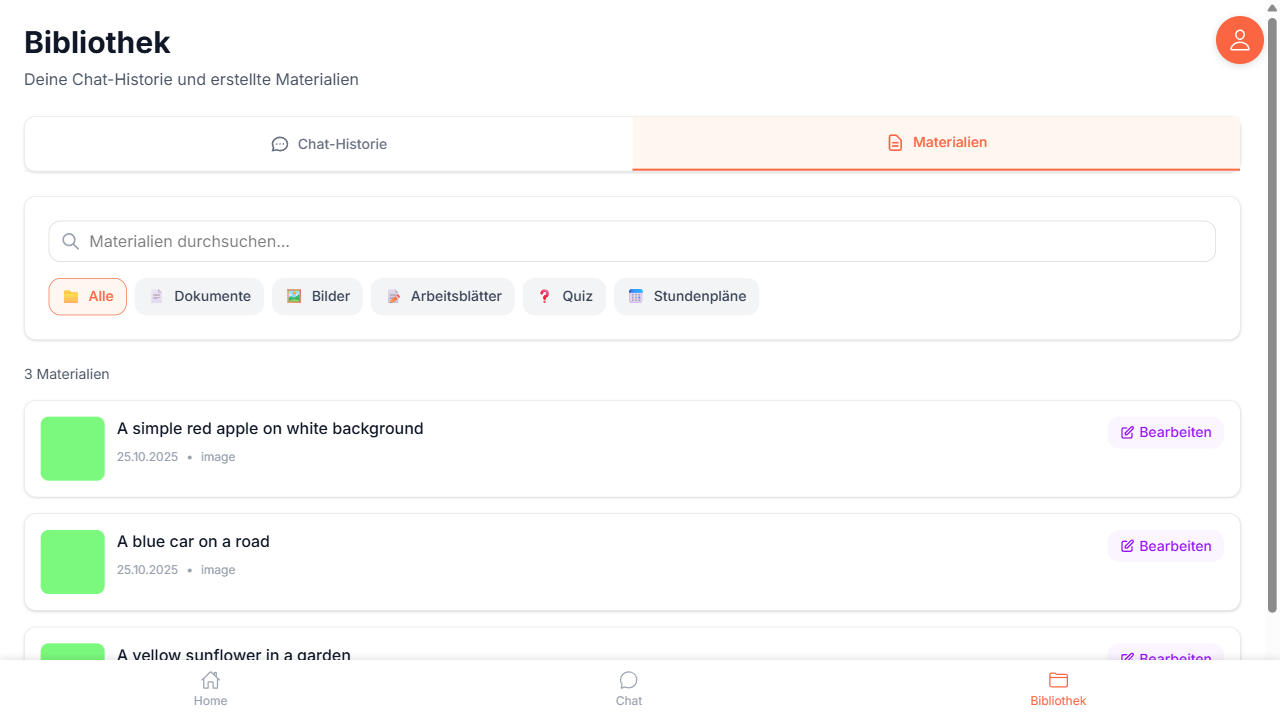 Bibliothek
Deine Chat-Historie und erstellte Materialien
Chat-Historie
Materialien
Materialien durchsuchen...
Alle
Dokumente
Bilder
Arbeitsblätter
Quiz
Stundenpläne
3 Materialien
A simple red apple on white background
25.10.2025 • image
Bearbeiten
A blue car on a road
25.10.2025 • image
Bearbeiten
A yellow sunflower in a garden
Bearbeiten
Home
Chat
Bibliothek